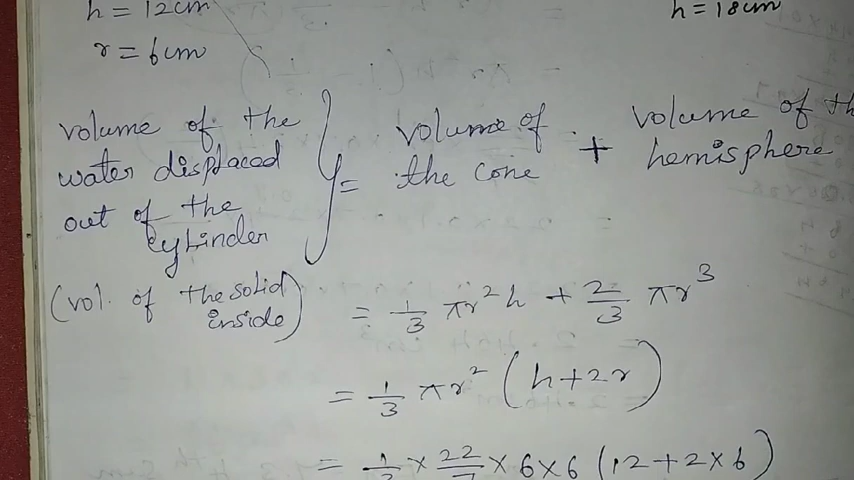 h = 12cm
h = 18cm
r = 6cm
volume of the water displaced out of the cylinder } = volume of the cone + volume of th hemisphere
(vol. of the solid inside) = 1/3 πr²h + 2/3 πr³
= 1/3 πr² (h+2r)
= 1/3 × 22/7 × 6×6 (12+2×6)